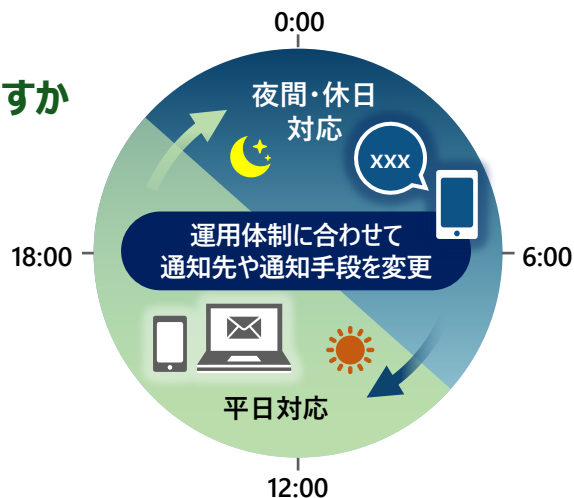 0:00
すか
夜間・休日
対応
xxx
運用体制に合わせて
通知先や通知手段を変更
18:00
6:00
平日対応
12:00